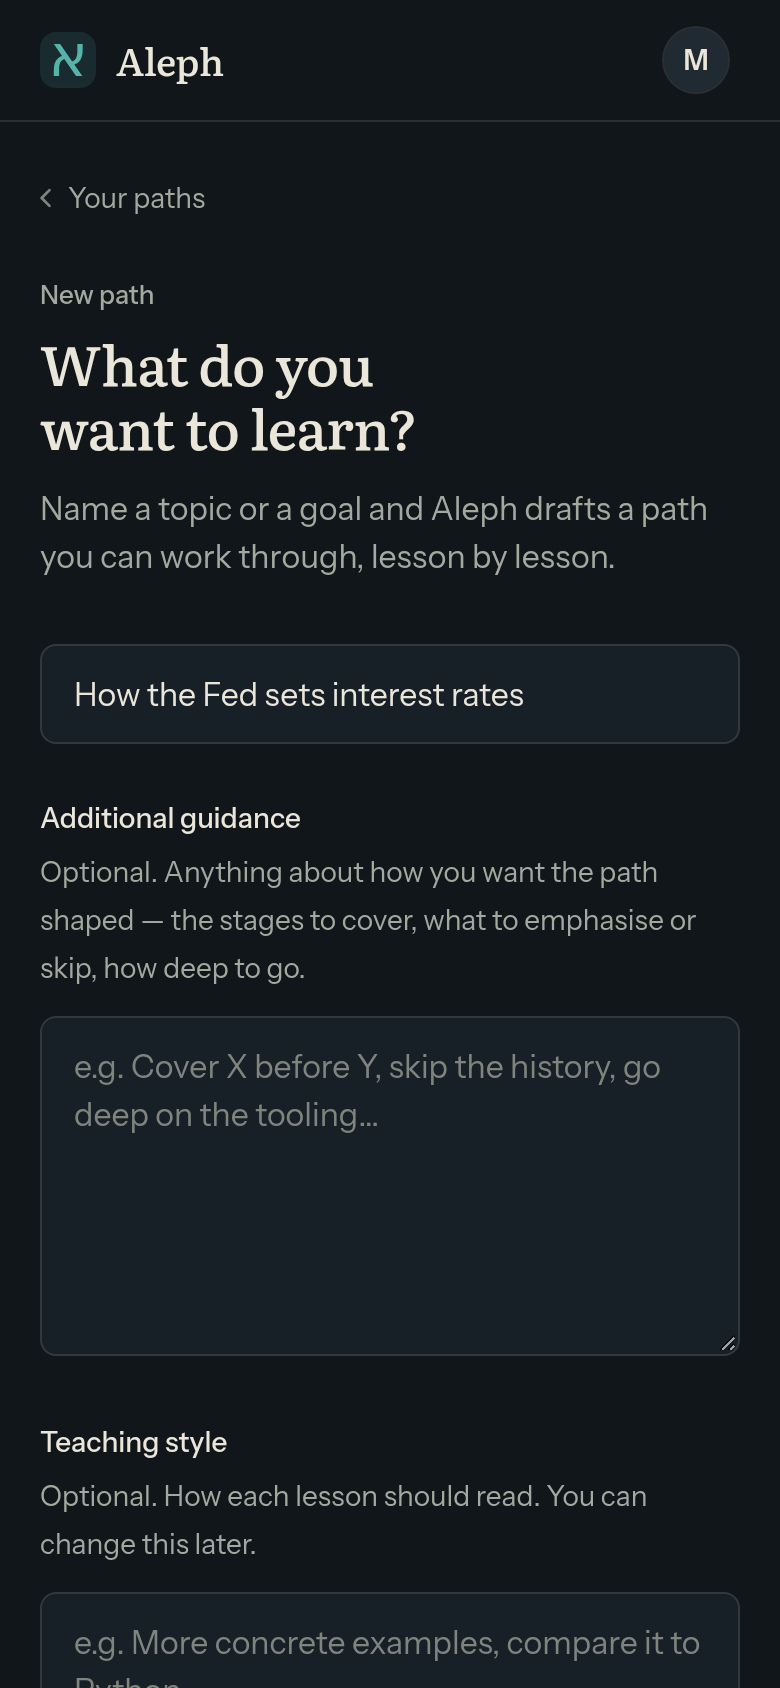 א Aleph
M
Your paths
New path
What do you
want to learn?
Name a topic or a goal and Aleph drafts a path
you can work through, lesson by lesson.
How the Fed sets interest rates
Additional guidance
Optional. Anything about how you want the path
shaped — the stages to cover, what to emphasise or
skip, how deep to go.
e.g. Cover X before Y, skip the history, go
deep on the tooling...
Teaching style
Optional. How each lesson should read. You can
change this later.
e.g. More concrete examples, compare it to
Python